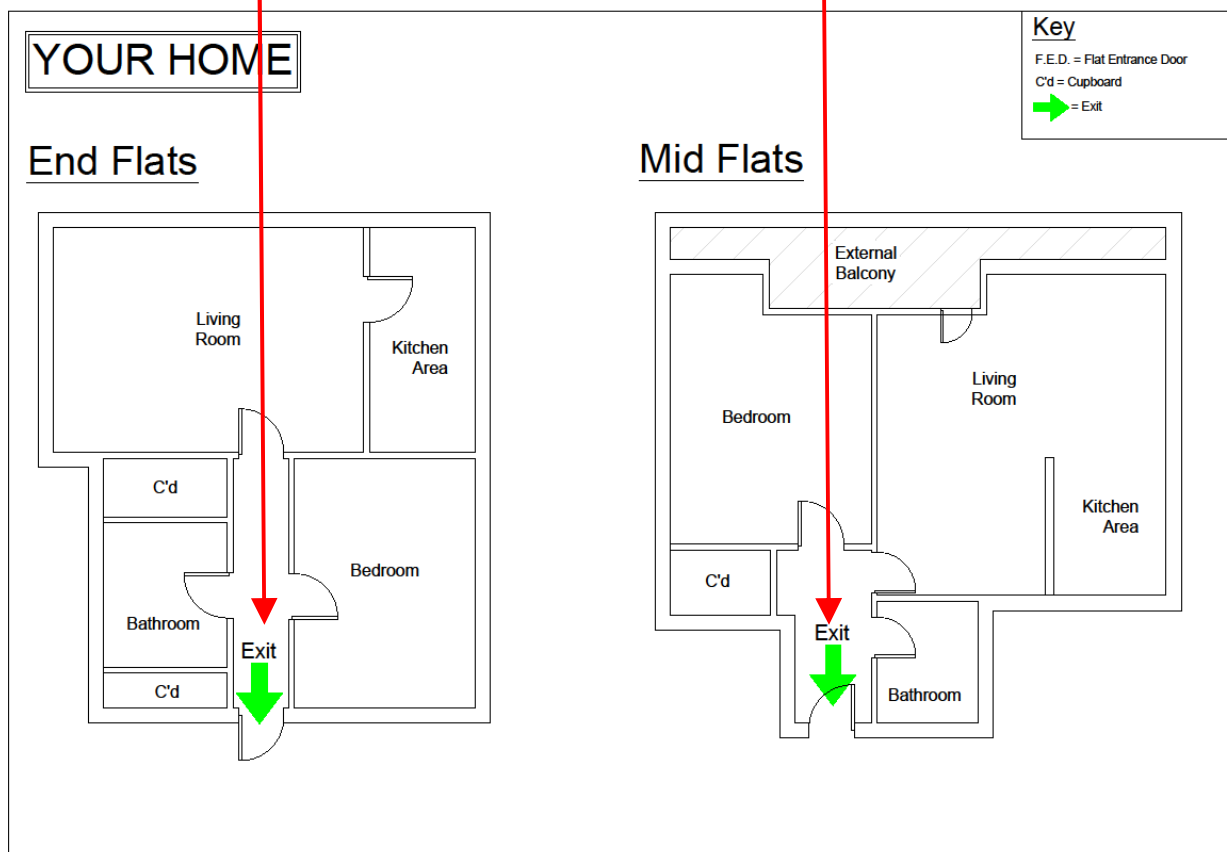 YOUR HOME
Key
F.E.D. = Flat Entrance Door
C'd = Cupboard
= Exit
End Flats
Living
Room
Kitchen
Area
C'd
Bathroom
Bedroom
Exit
C'd
Mid Flats
External
Balcony
Bedroom
Living
Room
Kitchen
Area
C'd
Exit
Bathroom